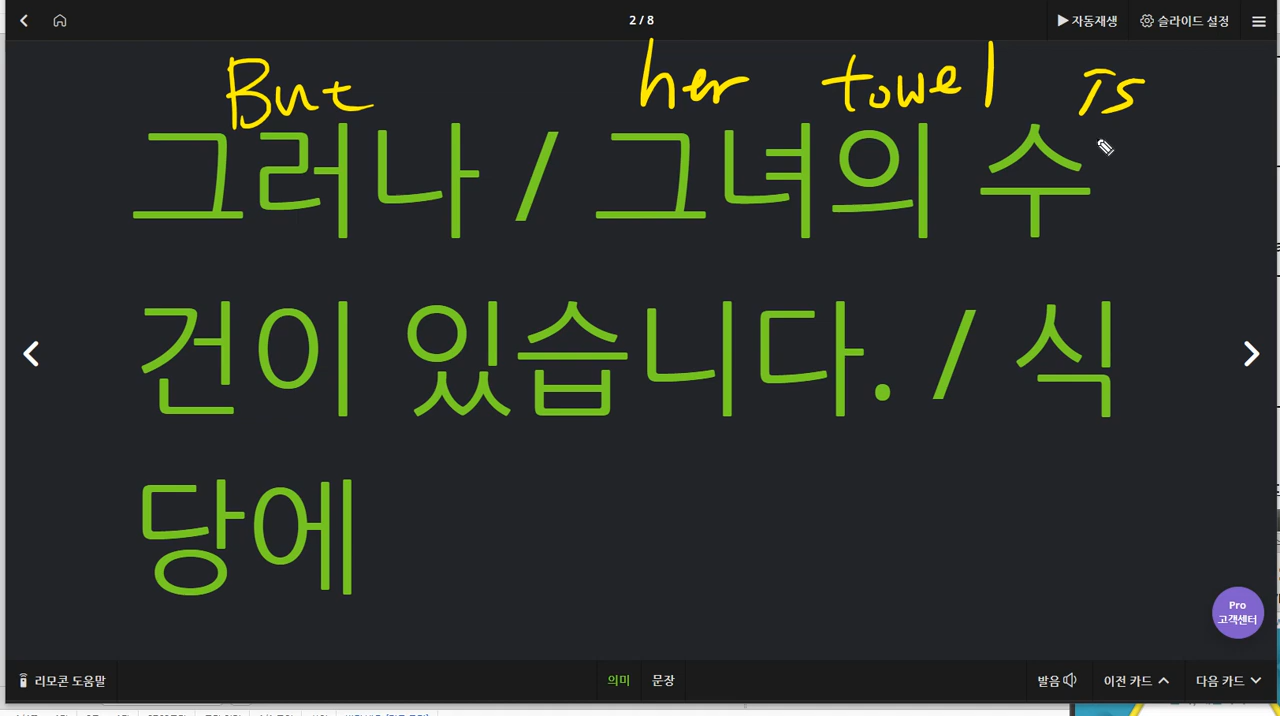 2 / 8
자동재생
슬라이드 설정
But her towel is
그러나 / 그녀의 수
건이 있습니다. / 식
당에
Pro
고객센터
리모콘 도움말
의미
문장
발음
이전 카드
다음 카드